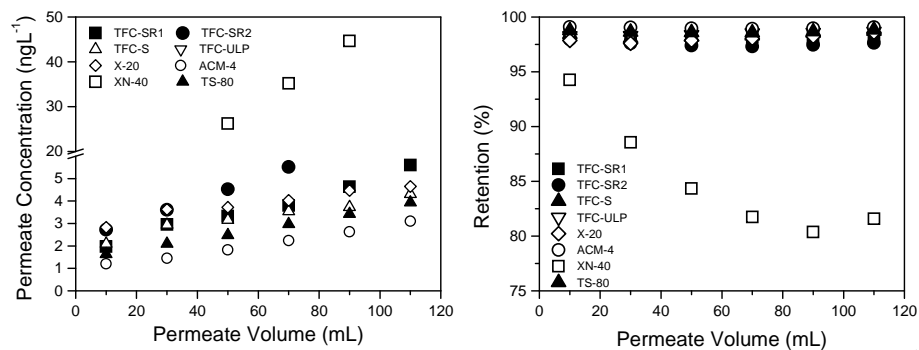 Permeate Concentration (ngL⁻¹)
50
40
30
20
5
4
3
2
1
0
TFC-SR1
TFC-SR2
TFC-S
TFC-ULP
X-20
ACM-4
XN-40
TS-80
0 20 40 60 80 100 120
Permeate Volume (mL)
Retention (%)
100
95
90
85
80
75
TFC-SR1
TFC-SR2
TFC-S
TFC-ULP
X-20
ACM-4
XN-40
TS-80
0 20 40 60 80 100 120
Permeate Volume (mL)